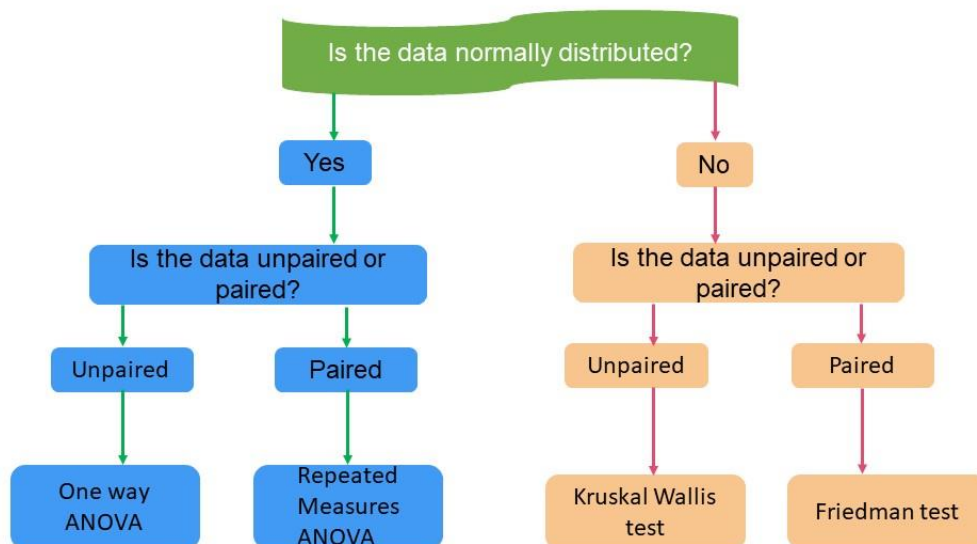 Is the data normally distributed?
Yes
No
Is the data unpaired or
paired?
Is the data unpaired or
paired?
Unpaired
Paired
Unpaired
Paired
One way
ANOVA
Repeated
Measures
ANOVA
Kruskal Wallis
test
Friedman test